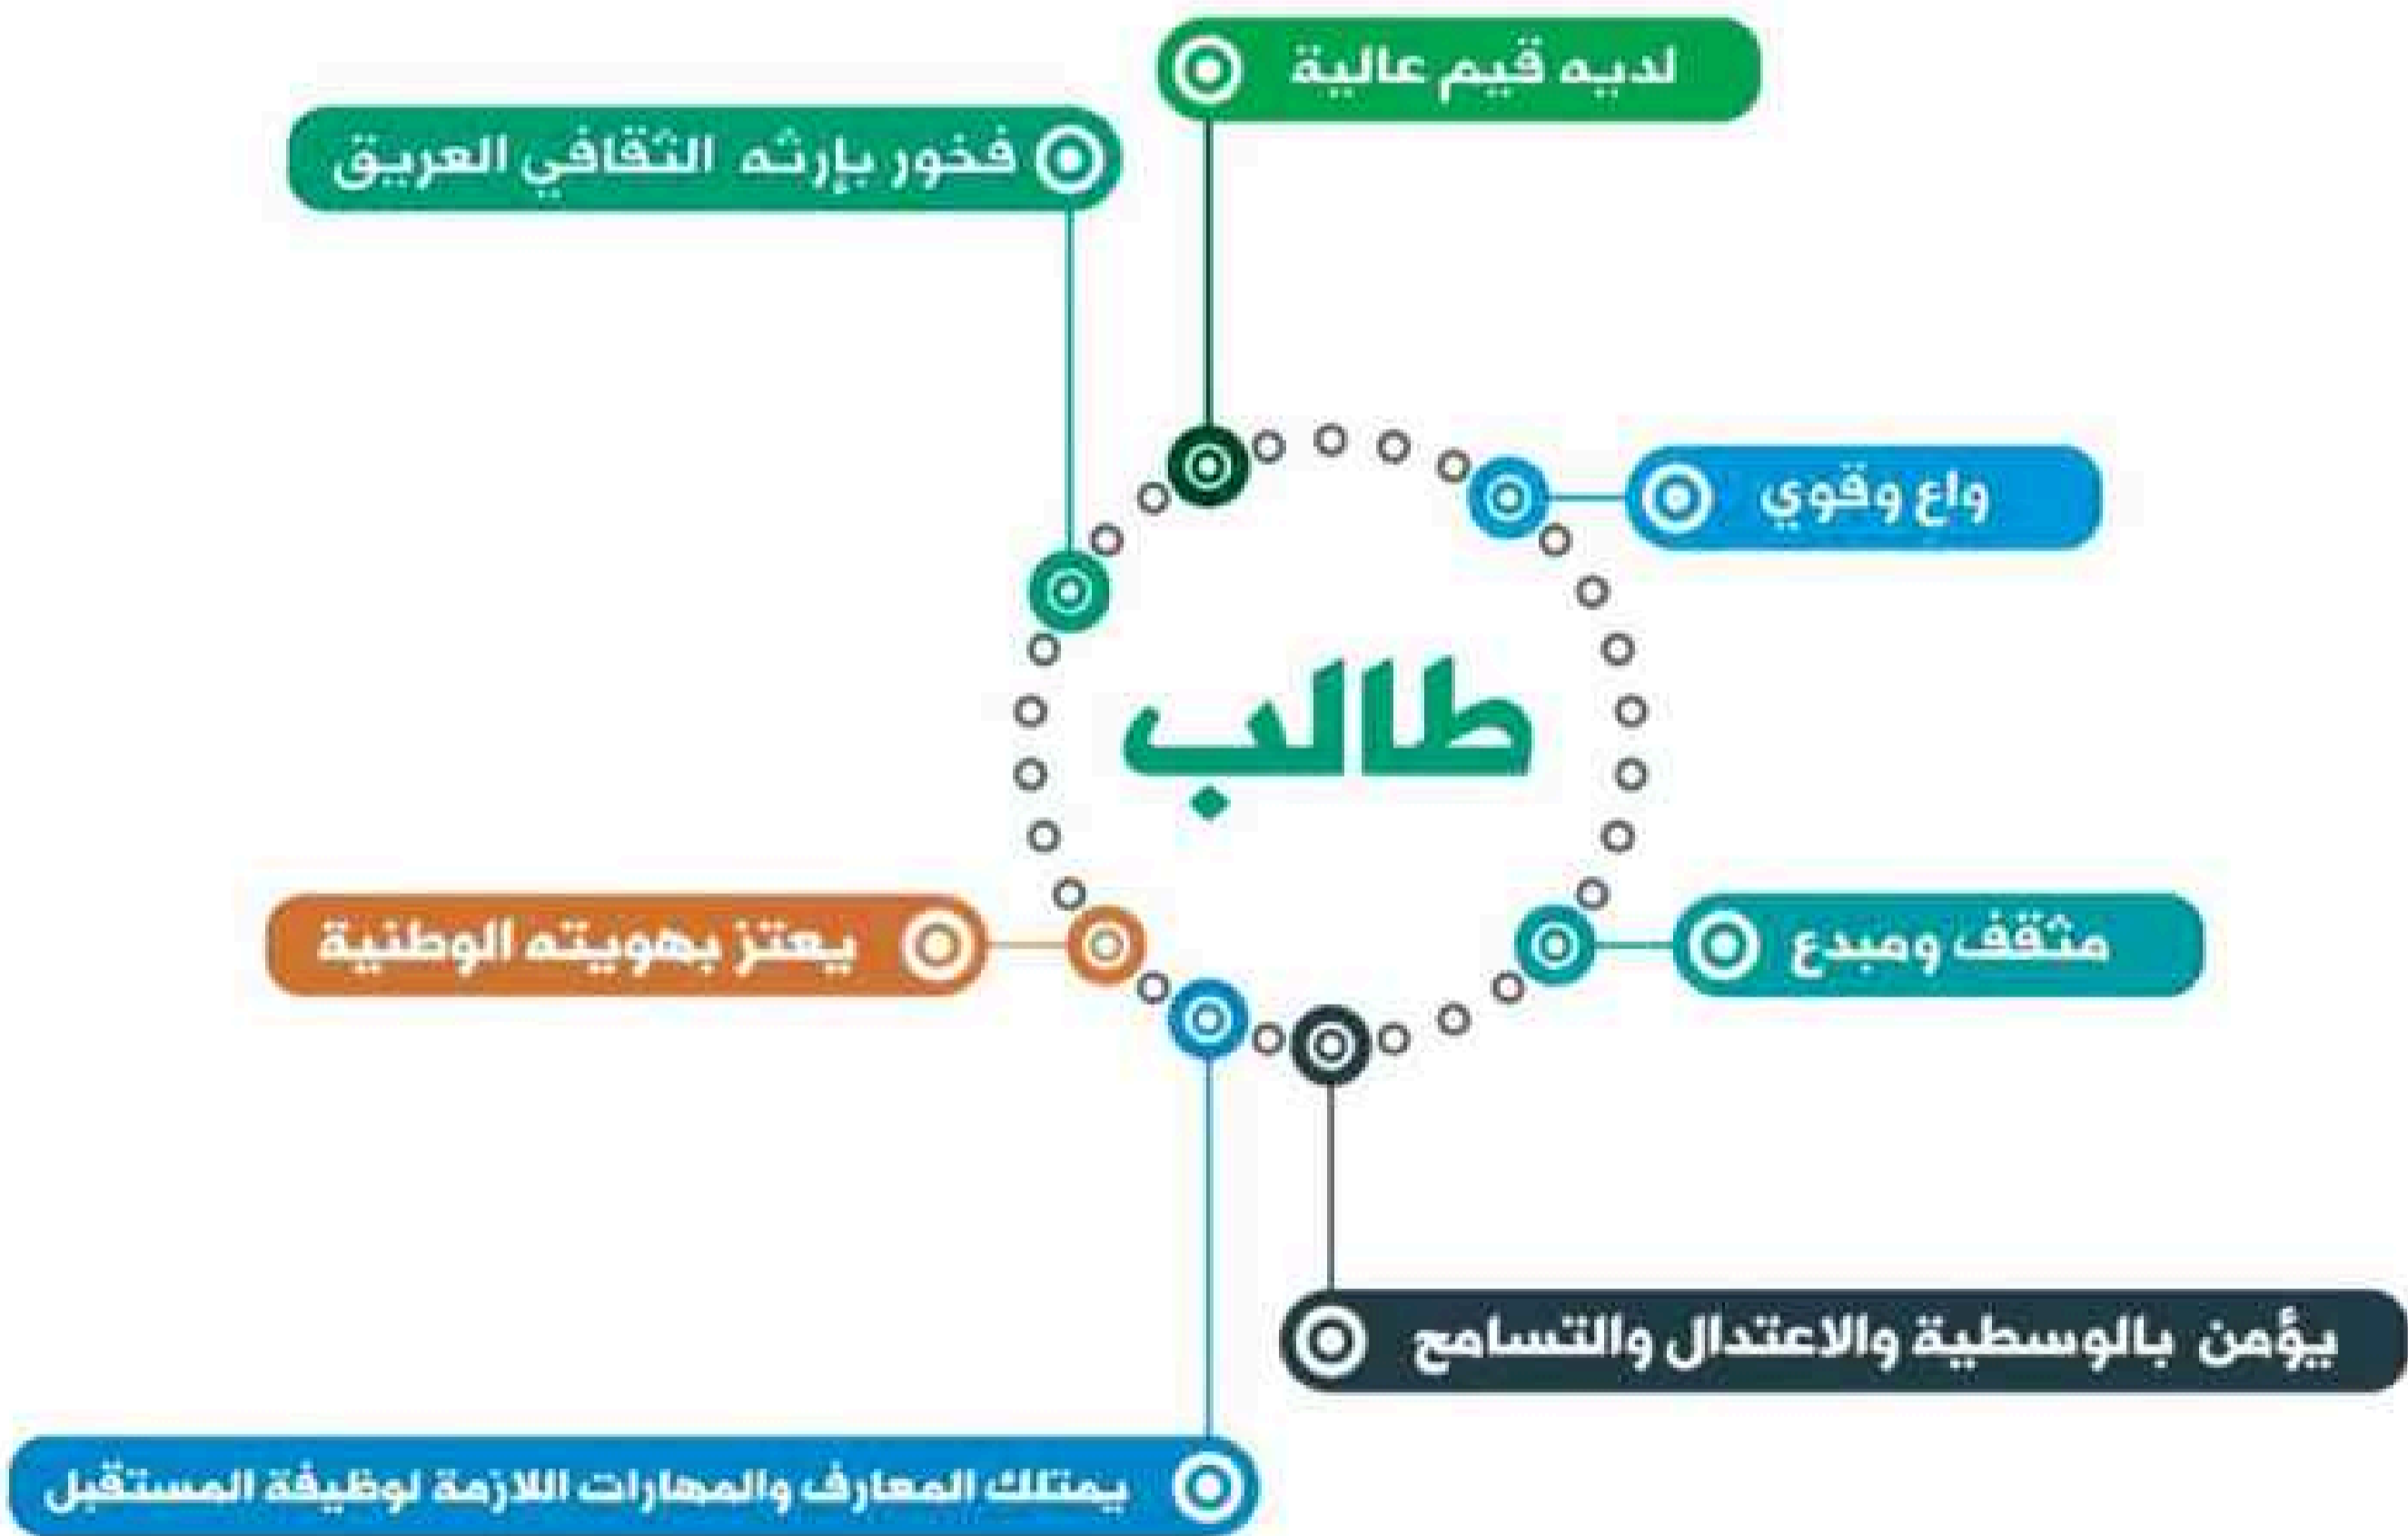 لديه قيم عالية
فخور بإرثه الثقافي العريق
واع وقوي
طالب
يعتز بهويته الوطنية
مثقف ومبدع
يؤمن بالوسطية والاعتدال والتسامح
يمتلك المعارف والمهارات اللازمة لوظيفة المستقبل